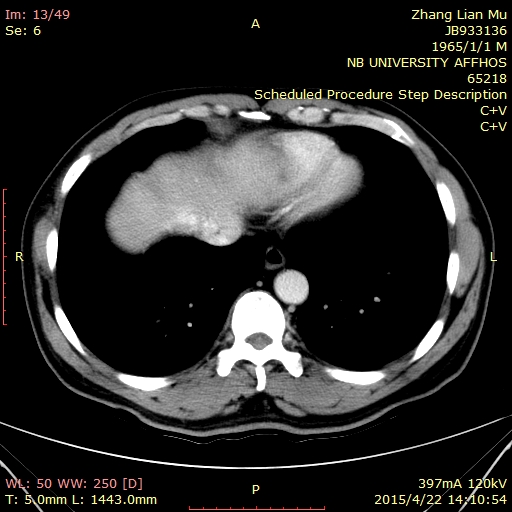 Im: 13/49
Se: 6
A
Zhang Lian Mu
JB933136
1965/1/1 M
NB UNIVERSITY AFFHOS
65218
Scheduled Procedure Step Description
C+V
C+V
R
L
WL: 50 WW: 250 [D]
T: 5.0mm L: 1443.0mm
P
397mA 120kV
2015/4/22 14:10:54